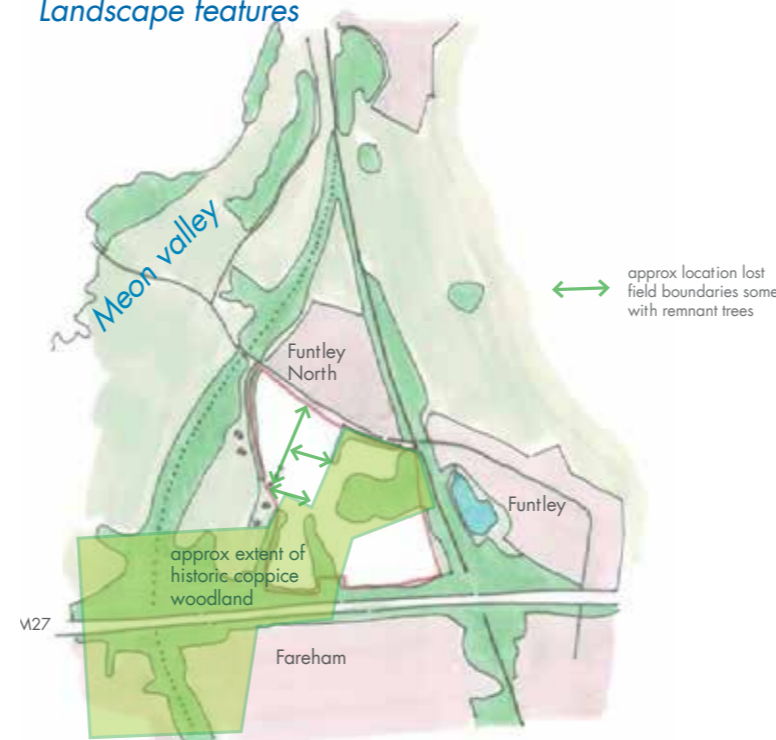 Landscape features
Meon valley
approx location lost
field boundaries some
with remnant trees
Funtley
North
Funtley
approx extent of
historic coppice
woodland
M27
Fareham